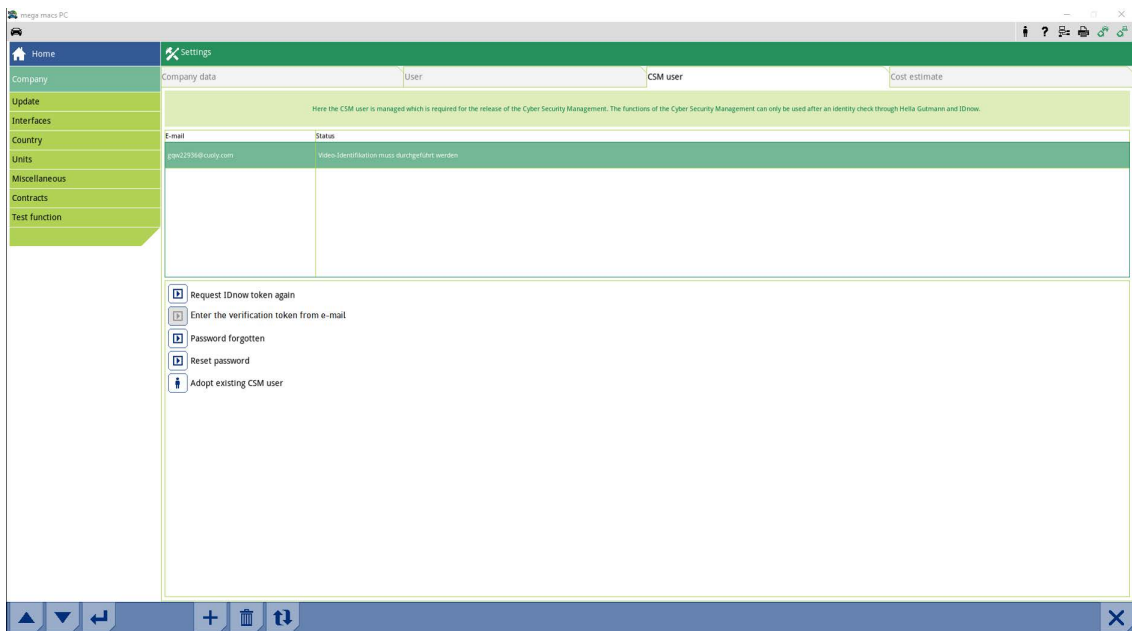 mega macs PC
Home
Settings
Company
Company data
User
CSM user
Cost estimate
Update
Here the CSM user is managed which is required for the release of the Cyber Security Management. The functions of the Cyber Security Management can only be used after an identity check through Hella Gutmann and IDnow.
Interfaces
Country
E-mail
Status
Units
gqw22936@cuoly.com
Video-Identifikation muss durchgeführt werden
Miscellaneous
Contracts
Test function
Request IDnow token again
Enter the verification token from e-mail
Password forgotten
Reset password
Adopt existing CSM user